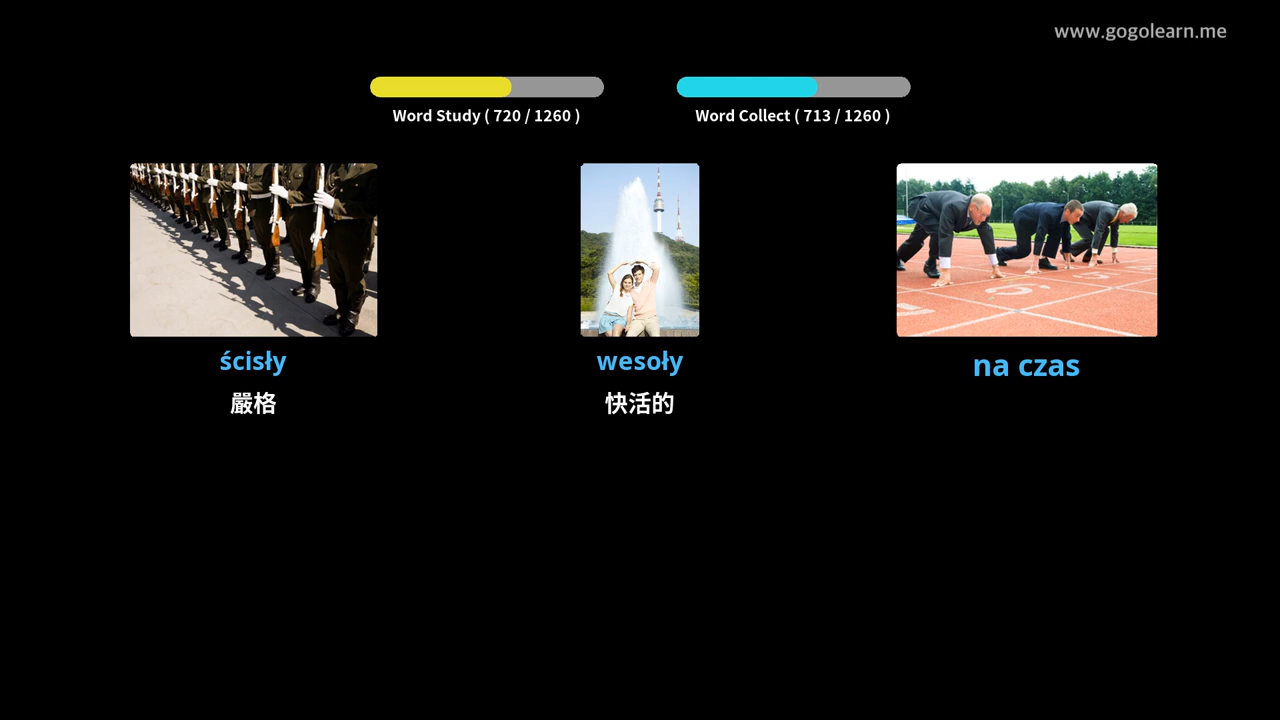 www.gogolearn.me
Word Study ( 720 / 1260 )
Word Collect ( 713 / 1260 )
ścisły
嚴格
wesoły
快活的
na czas